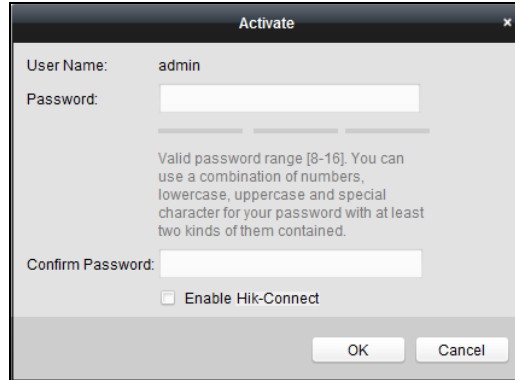 Activate
×
User Name: admin
Password:
Valid password range [8-16]. You can
use a combination of numbers,
lowercase, uppercase and special
character for your password with at least
two kinds of them contained.
Confirm Password:
Enable Hik-Connect
OK Cancel